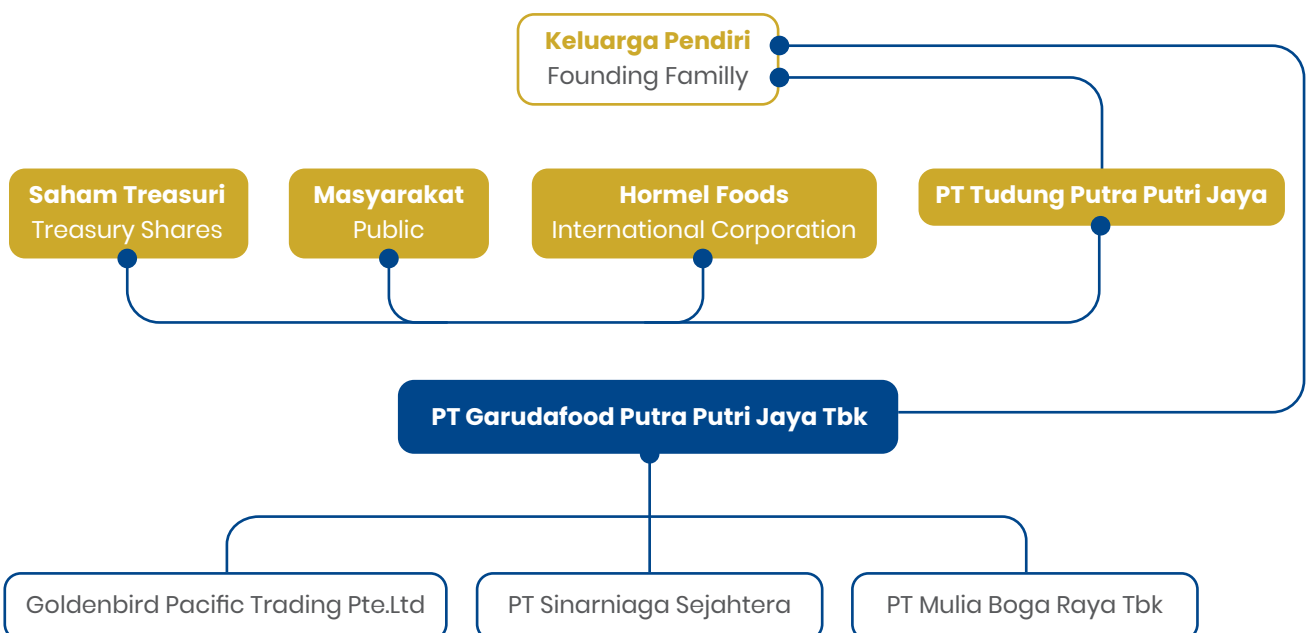 Keluarga Pendiri
Founding Familly
Saham Treasuri
Treasury Shares
Masyarakat
Public
Hormel Foods
International Corporation
PT Tudung Putra Putri Jaya
PT Garudafood Putra Putri Jaya Tbk
Goldenbird Pacific Trading Pte.Ltd
PT Sinarniaga Sejahtera
PT Mulia Boga Raya Tbk